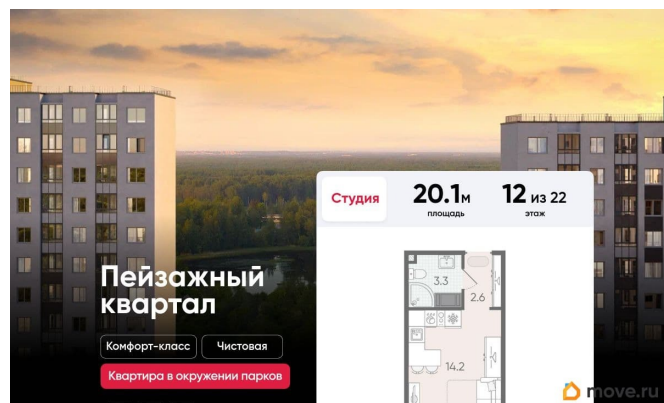 Студия
20.1м
площадь
12 из 22
этаж
Пейзажный
квартал
Комфорт-класс
Чистовая
Квартира в окружении парков
3.3
2.6
14.2
move.ru